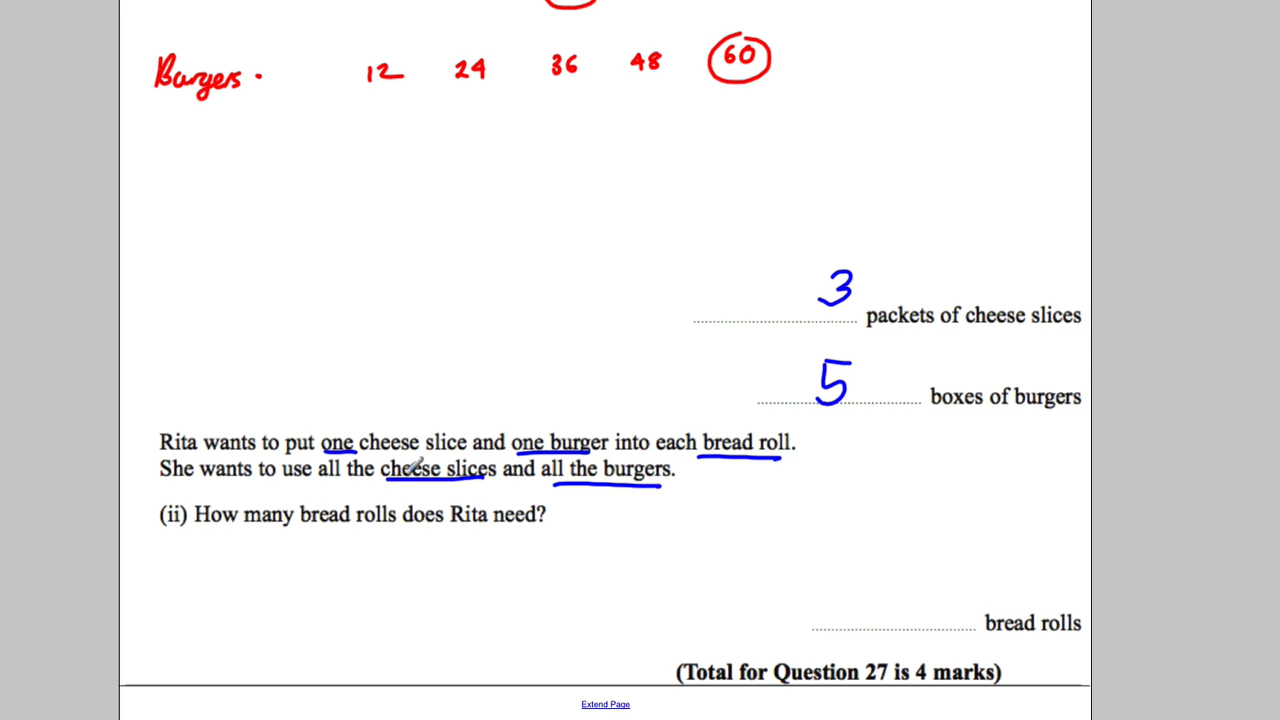 Burgers. 12 24 36 48 60
3
packets of cheese slices
5
boxes of burgers
Rita wants to put one cheese slice and one burger into each bread roll.
She wants to use all the cheese slices and all the burgers.
(ii) How many bread rolls does Rita need?
bread rolls
(Total for Question 27 is 4 marks)
Extend Page